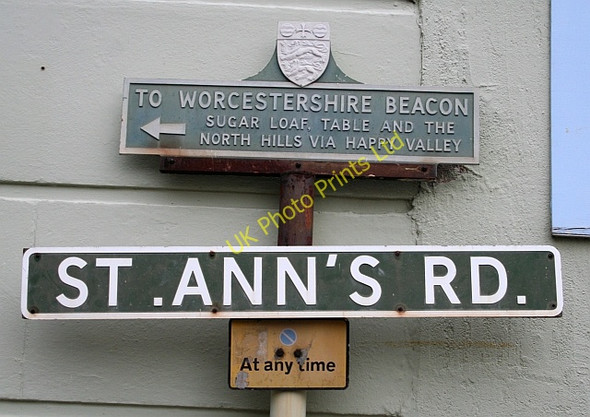 TO WORCESTERSHIRE BEACON
SUGAR LOAF, TABLE AND THE
NORTH HILLS VIA HAPPY VALLEY
UK Photo Prints Ltd
ST. ANN'S RD.
At any time